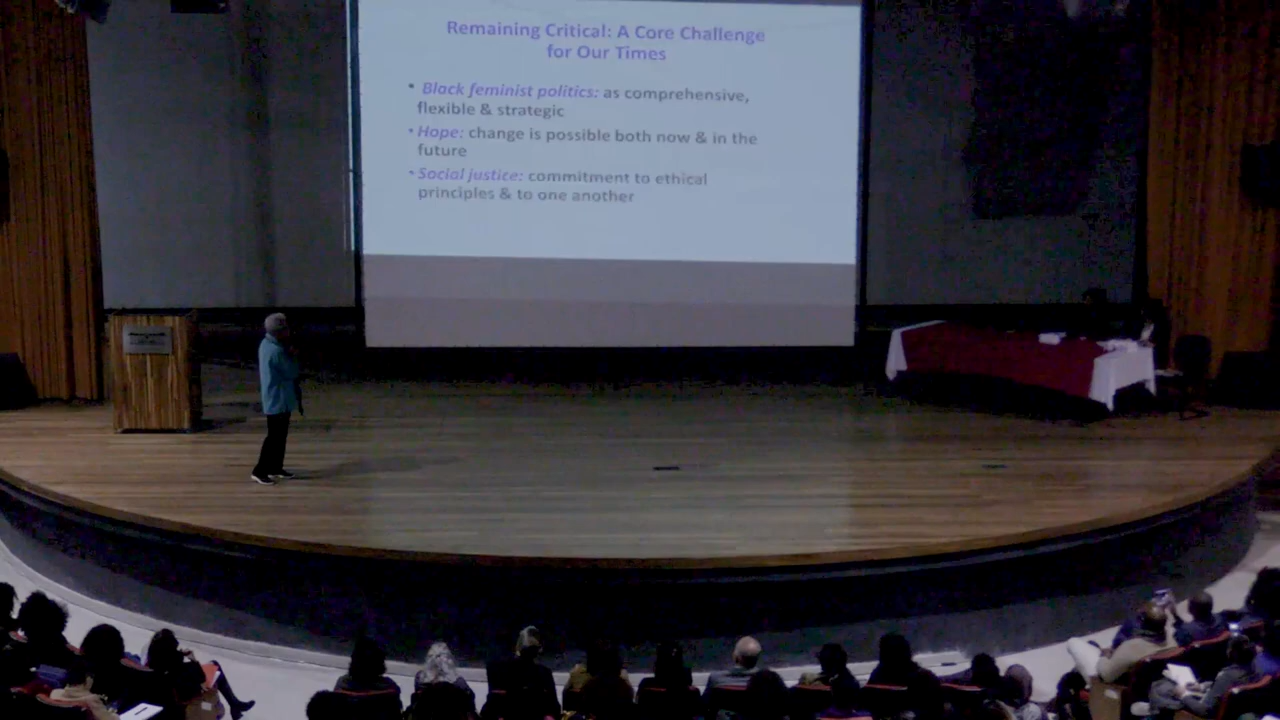 Remaining Critical: A Core Challenge
for Our Times
• Black feminist politics: as comprehensive,
flexible & strategic
• Hope: change is possible both now & in the
future
• Social justice: commitment to ethical
principles & to one another